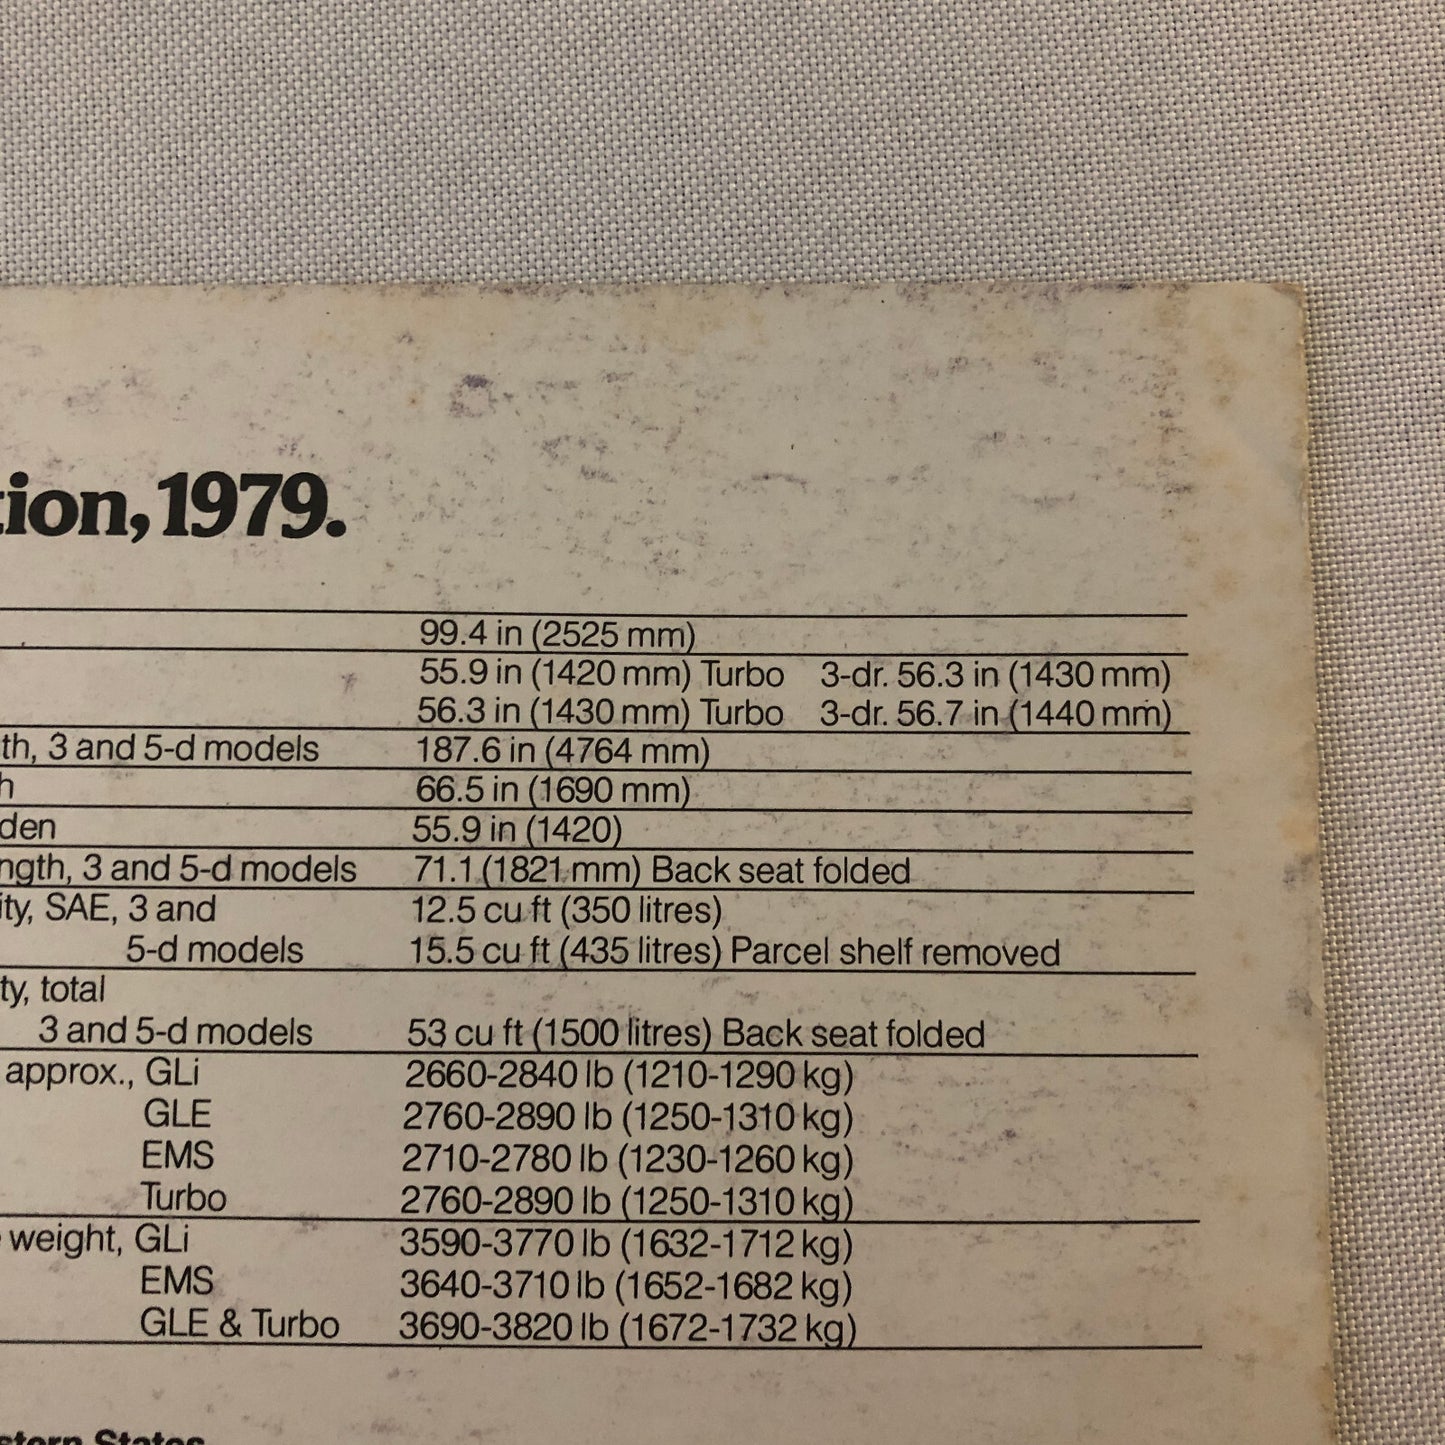 tion, 1979.
99.4 in (2525 mm)
55.9 in (1420 mm) Turbo 3-dr. 56.3 in (1430 mm)
56.3 in (1430 mm) Turbo 3-dr. 56.7 in (1440 mm)
th, 3 and 5-d models 187.6 in (4764 mm)
h 66.5 in (1690 mm)
den 55.9 in (1420)
ngth, 3 and 5-d models 71.1 (1821 mm) Back seat folded
ity, SAE, 3 and 12.5 cu ft (350 litres)
5-d models 15.5 cu ft (435 litres) Parcel shelf removed
ty, total
3 and 5-d models 53 cu ft (1500 litres) Back seat folded
approx., GLi 2660-2840 lb (1210-1290 kg)
GLE 2760-2890 lb (1250-1310 kg)
EMS 2710-2780 lb (1230-1260 kg)
Turbo 2760-2890 lb (1250-1310 kg)
weight, GLi 3590-3770 lb (1632-1712 kg)
EMS 3640-3710 lb (1652-1682 kg)
GLE & Turbo 3690-3820 lb (1672-1732 kg)
stern States